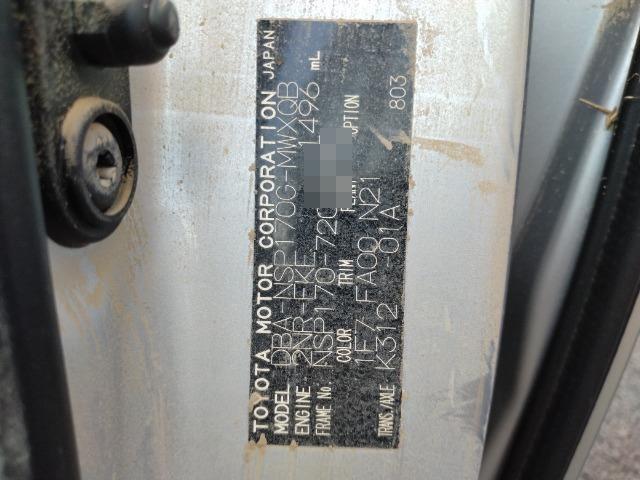 TOYOTA MOTOR CORPORATION JAPAN
MODEL DBA-NSP170G-MWXQB
ENGINE 2NR-FKE 1496 mL
FRAME No. NSP170-720
COLOR TRIM PLANT OPTION
1F7 FA00 N21
TRANS/AXLE K312 -01A 803